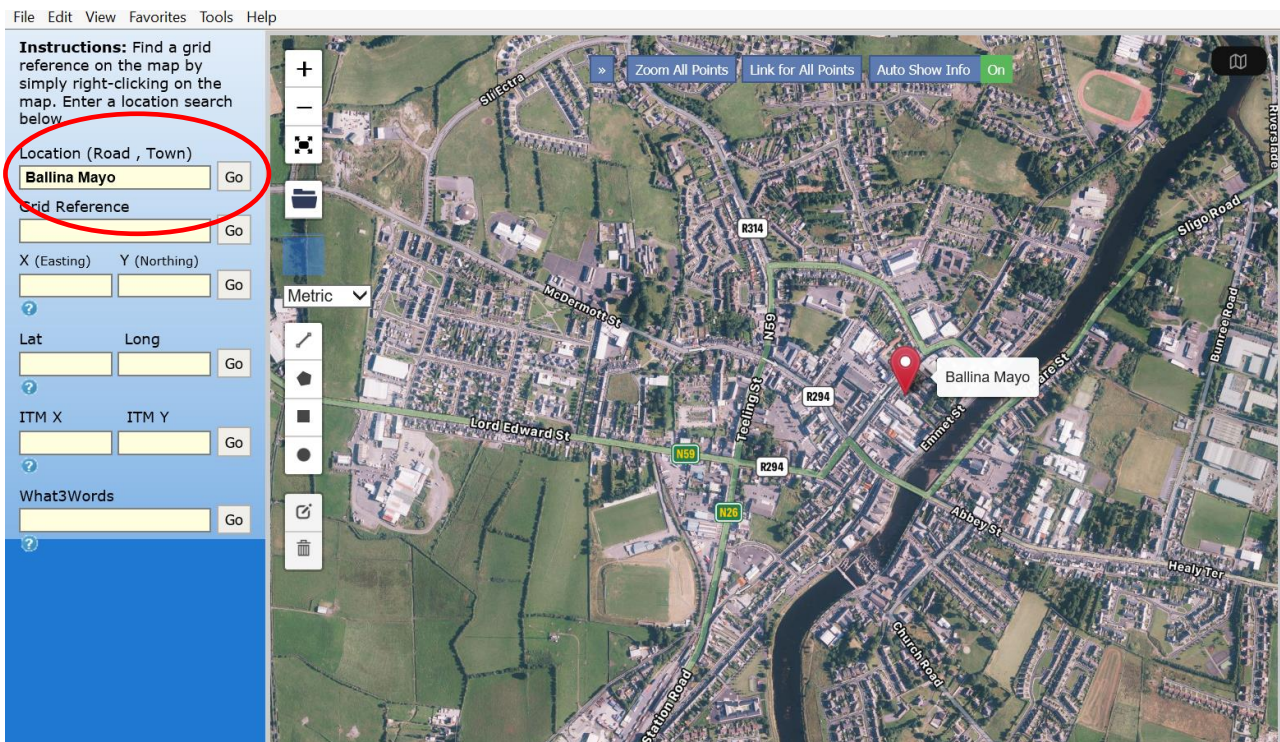 File Edit View Favorites Tools Help
Instructions: Find a grid
reference on the map by
simply right-clicking on the
map. Enter a location search
below.
Location (Road , Town)
Ballina Mayo Go
Grid Reference
Go
X (Easting) Y (Northing)
Go
?
Lat Long
Go
?
ITM X ITM Y
Go
?
What3Words
Go
?
+
−
Metric
» Zoom All Points Link for All Points Auto Show Info On
Riverslade
Sligo Road
R314
McDermott St
N59
Bunree Road
Ballina Mayo
R294
Teeling St
Emmet St
Lord Edward St
N59
R294
N26
Abbey St
Healy Ter
Church Road
Station Road